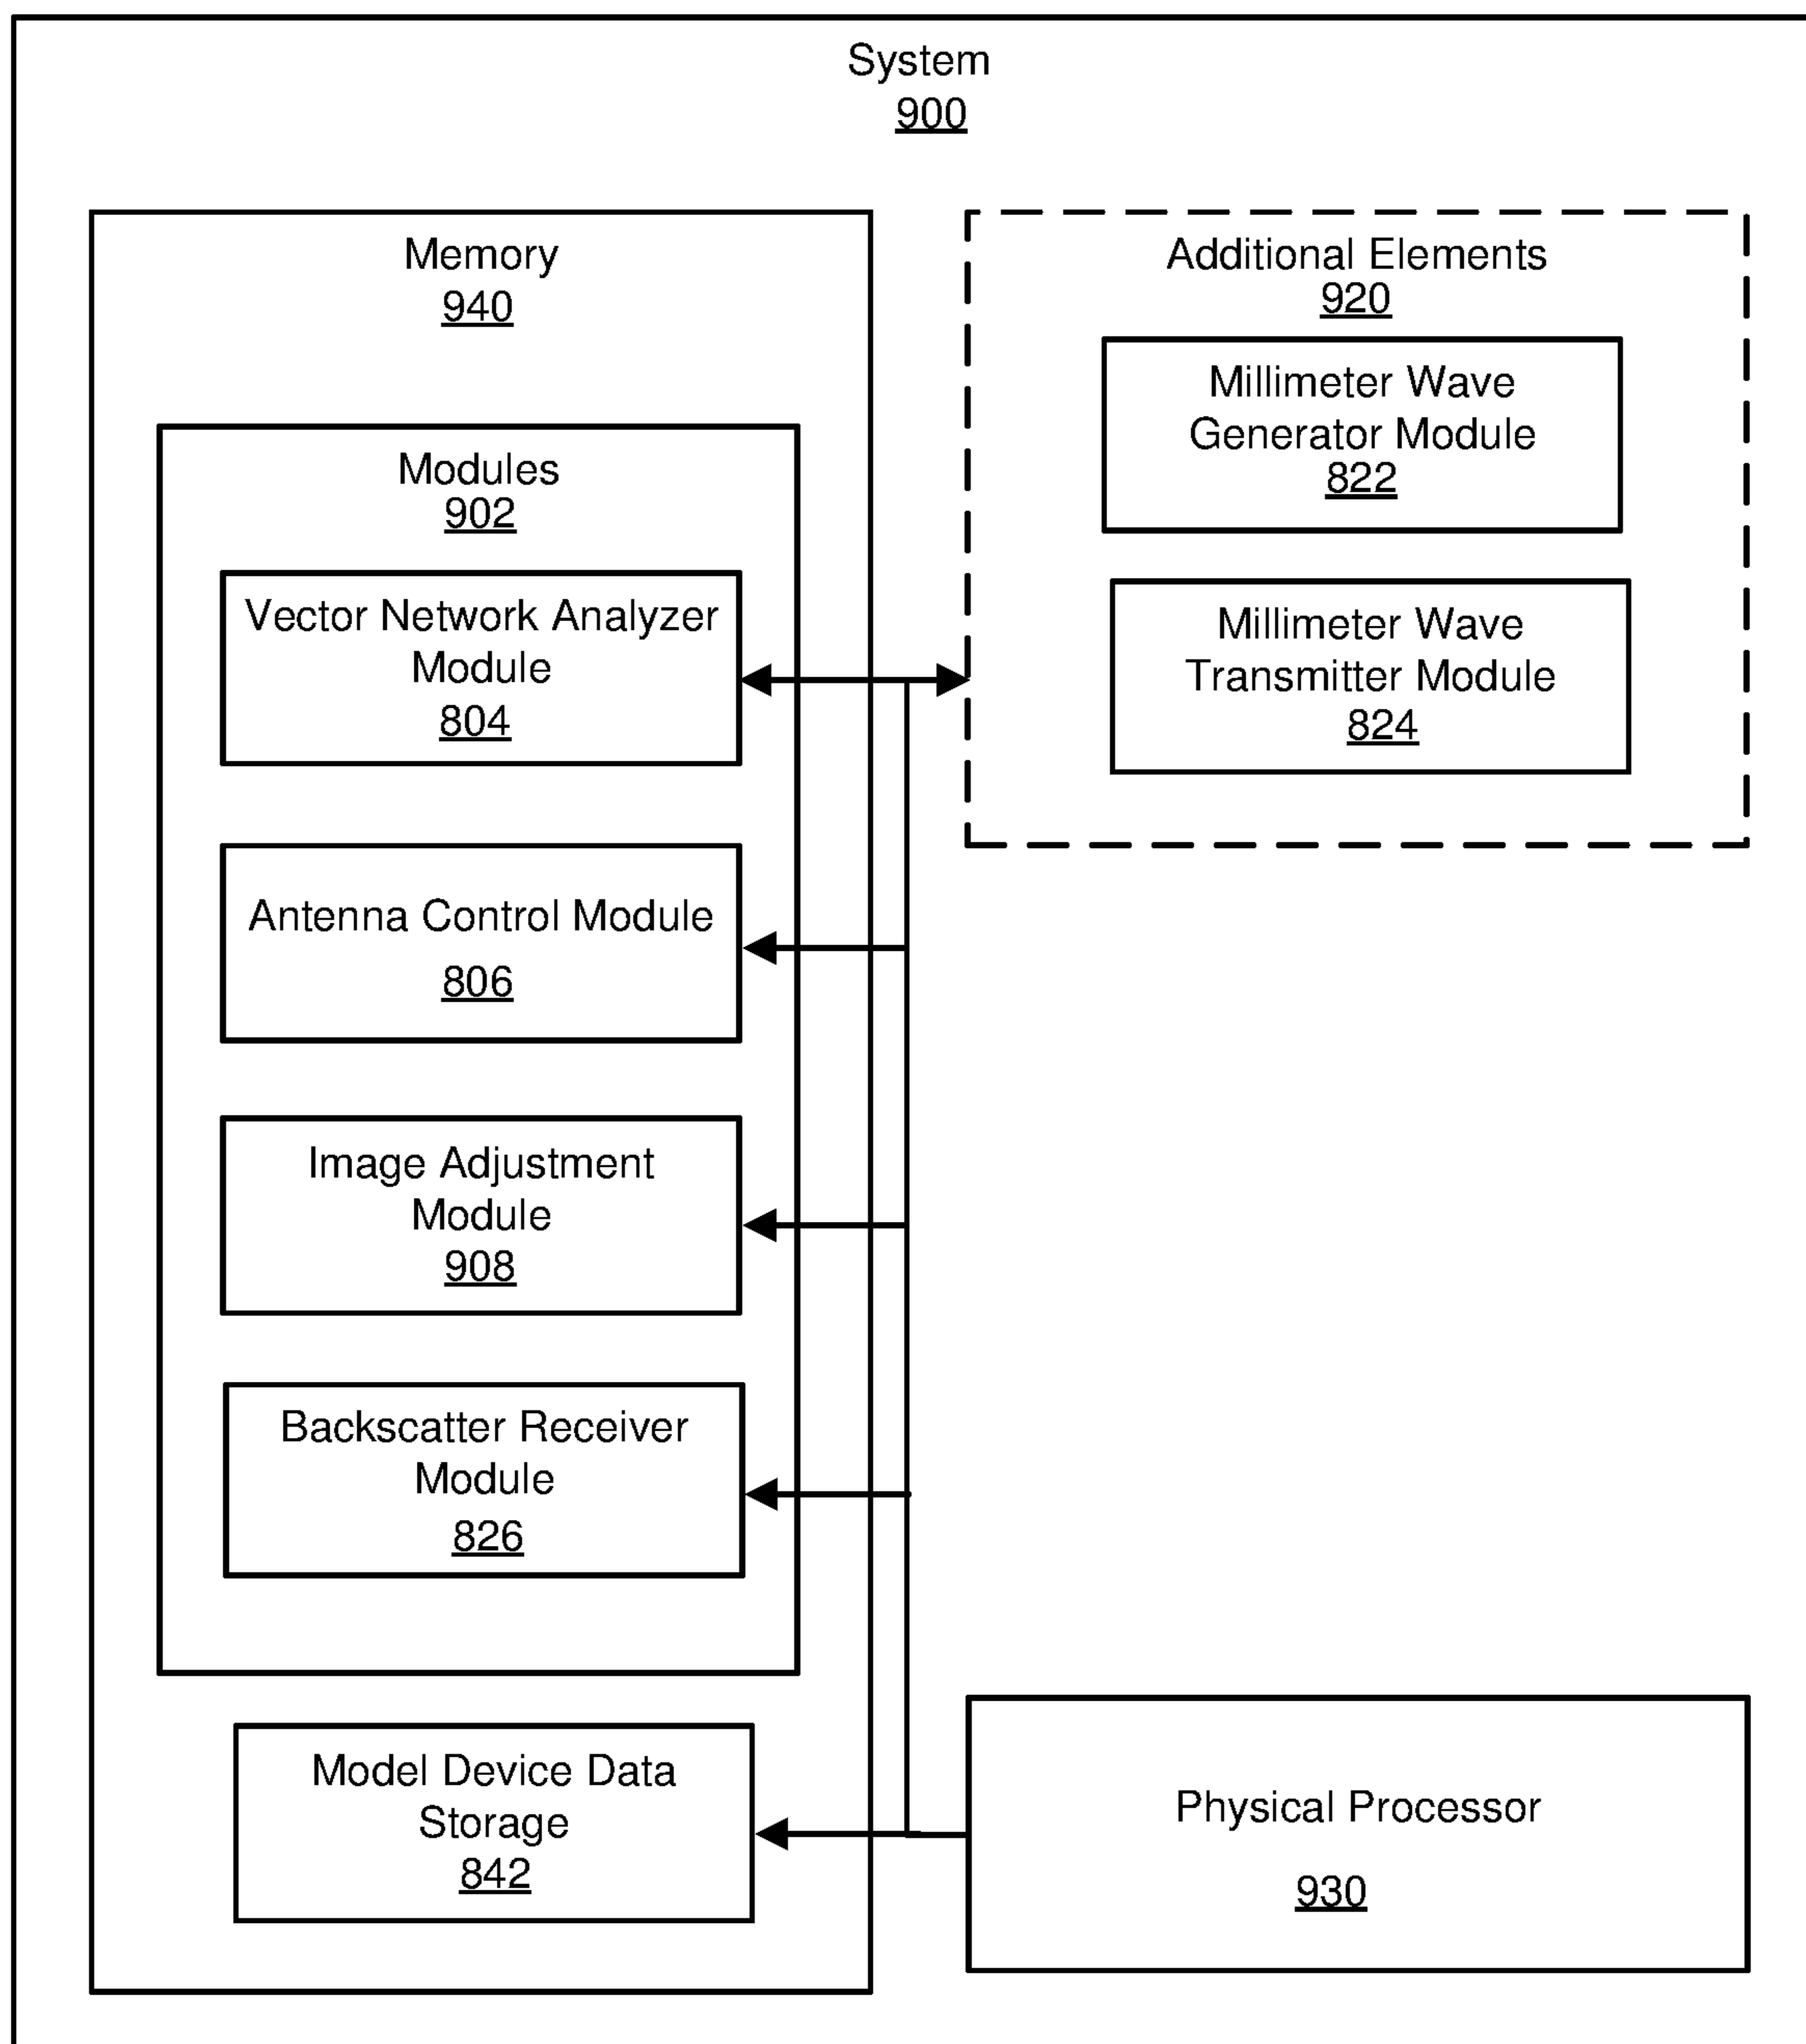 System
900
Memory
940
Modules
902
Vector Network Analyzer
Module
804
Antenna Control Module
806
Image Adjustment
Module
908
Backscatter Receiver
Module
826
Model Device Data
Storage
842
Additional Elements
920
Millimeter Wave
Generator Module
822
Millimeter Wave
Transmitter Module
824
Physical Processor
930